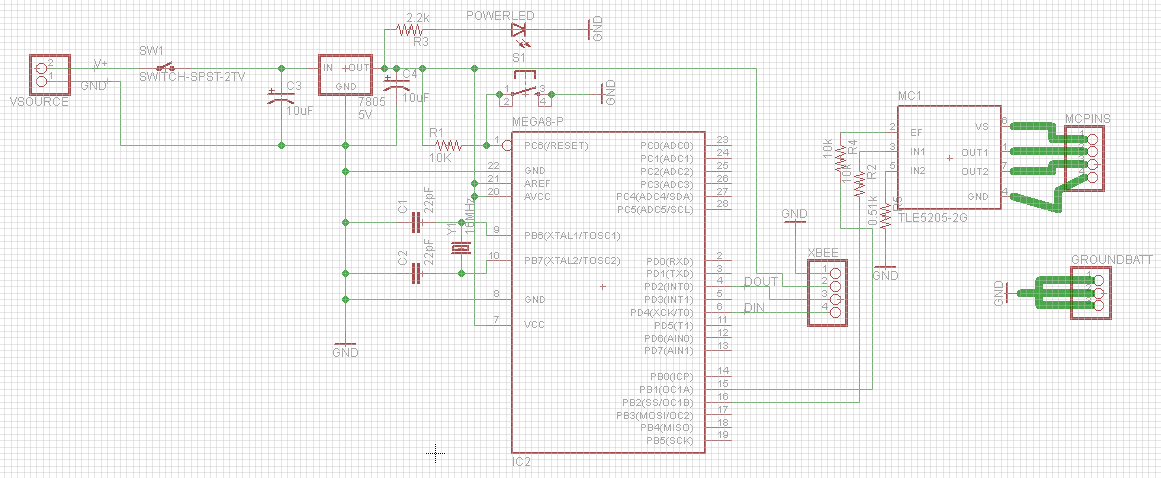 2.2k
POWERLED
R3
GND
SW1
SWITCH-SPST-2TV
V+
GND
2
1
VSOURCE
C3
10uF
IN
OUT
GND
7805
5V
C4
10uF
S1
1
2
3
4
GND
R1
10K
MEGA8-P
1
PC6(/RESET)
22
GND
21
AREF
20
AVCC
9
PB6(XTAL1/TOSC1)
10
PB7(XTAL2/TOSC2)
8
GND
7
VCC
C1
22pF
C2
22pF
Y1
16MHz
GND
PC0(ADC0)
23
PC1(ADC1)
24
PC2(ADC2)
25
PC3(ADC3)
26
PC4(ADC4/SDA)
27
PC5(ADC5/SCL)
28
PD0(RXD)
2
PD1(TXD)
3
PD2(INT0)
4
PD3(INT1)
5
PD4(XCK/T0)
6
PD5(T1)
11
PD6(AIN0)
12
PD7(AIN1)
13
PB0(ICP)
14
PB1(OC1A)
15
PB2(SS/OC1B)
16
PB3(MOSI/OC2)
17
PB4(MISO)
18
PB5(SCK)
19
IC2
DOUT
DIN
GND
XBEE
1
2
3
4
10k
R4
10k
R2
0.51k
GND
MC1
2
EF
3
IN1
5
IN2
VS
6
OUT1
1
OUT2
7
GND
4
TLE5205-2G
MCPINS
GROUNDBATT
GND